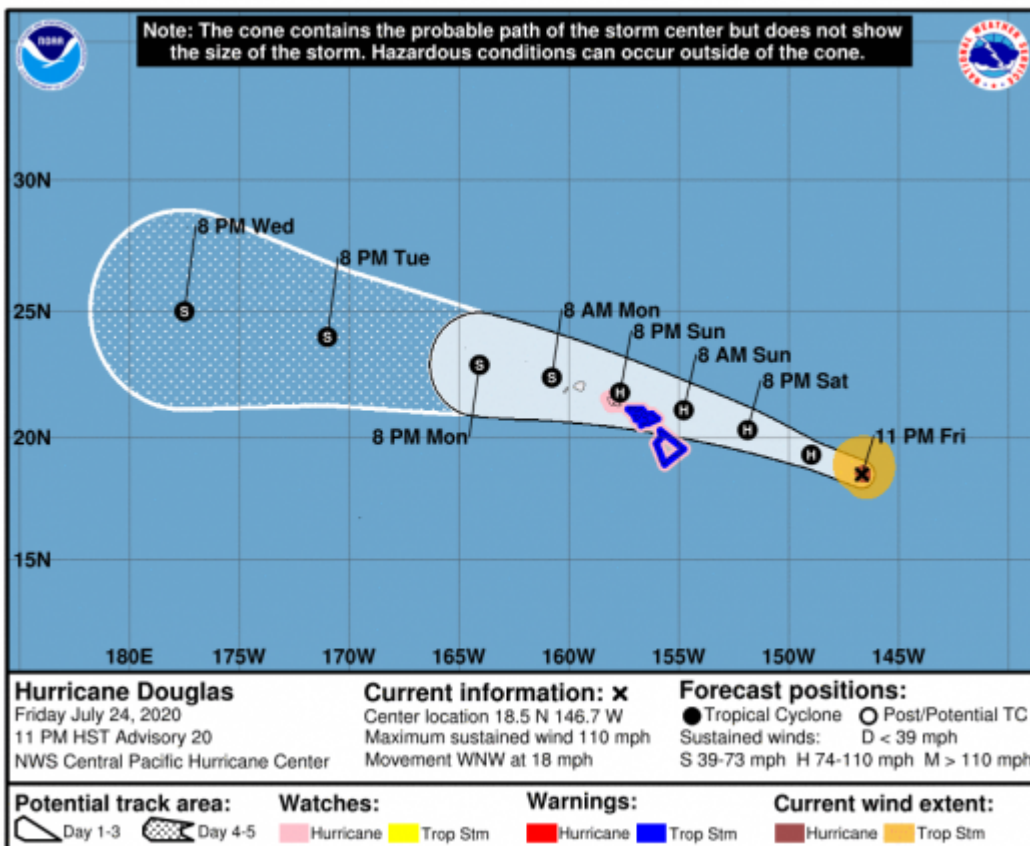 Note: The cone contains the probable path of the storm center but does not show
the size of the storm. Hazardous conditions can occur outside of the cone.
NOAA
NATIONAL WEATHER SERVICE
30N
8 PM Wed
8 PM Tue
25N
8 AM Mon
S
8 PM Sun
S
8 AM Sun
S
S
H
8 PM Sat
H
H
8 PM Mon
20N
11 PM Fri
H
15N
180E 175W 170W 165W 160W 155W 150W 145W
Hurricane Douglas
Friday July 24, 2020
11 PM HST Advisory 20
NWS Central Pacific Hurricane Center
Current information: ×
Center location 18.5 N 146.7 W
Maximum sustained wind 110 mph
Movement WNW at 18 mph
Forecast positions:
Tropical Cyclone Post/Potential TC
Sustained winds: D < 39 mph
S 39-73 mph H 74-110 mph M > 110 mph
Potential track area:
Day 1-3 Day 4-5
Watches:
Hurricane Trop Stm
Warnings:
Hurricane Trop Stm
Current wind extent:
Hurricane Trop Stm